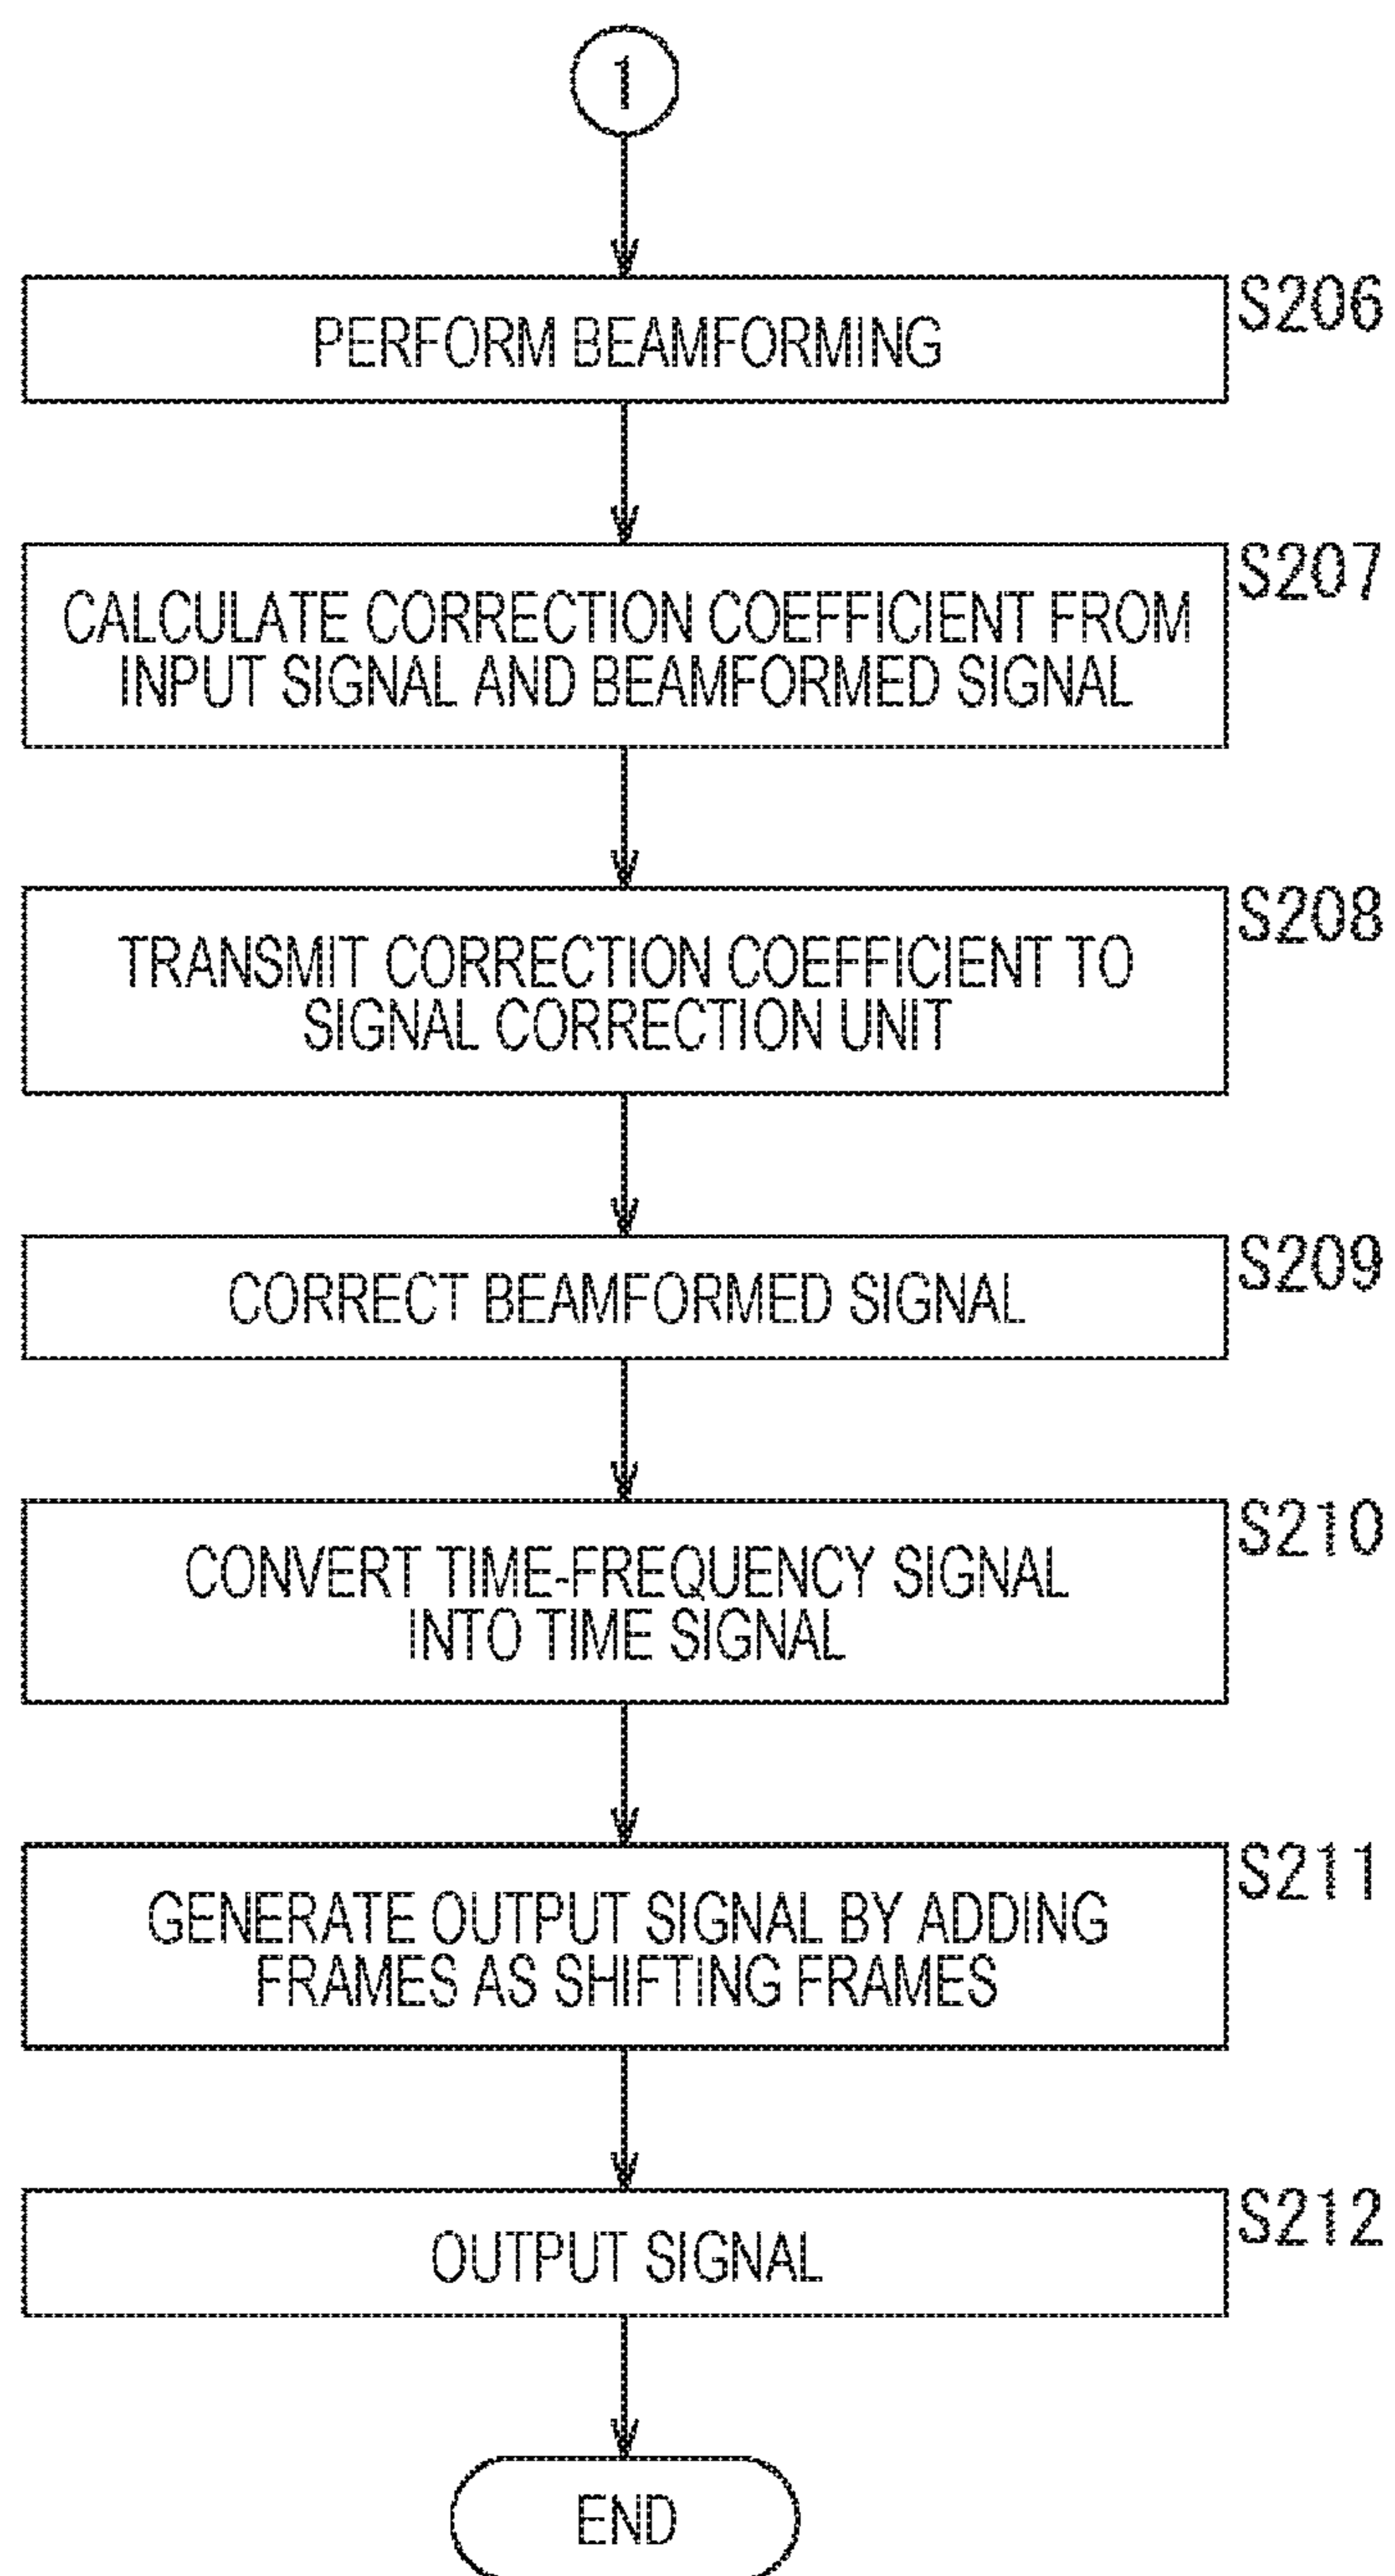 1
PERFORM BEAMFORMING
S206
CALCULATE CORRECTION COEFFICIENT FROM
INPUT SIGNAL AND BEAMFORMED SIGNAL
S207
TRANSMIT CORRECTION COEFFICIENT TO
SIGNAL CORRECTION UNIT
S208
CORRECT BEAMFORMED SIGNAL
S209
CONVERT TIME-FREQUENCY SIGNAL
INTO TIME SIGNAL
S210
GENERATE OUTPUT SIGNAL BY ADDING
FRAMES AS SHIFTING FRAMES
S211
OUTPUT SIGNAL
S212
END